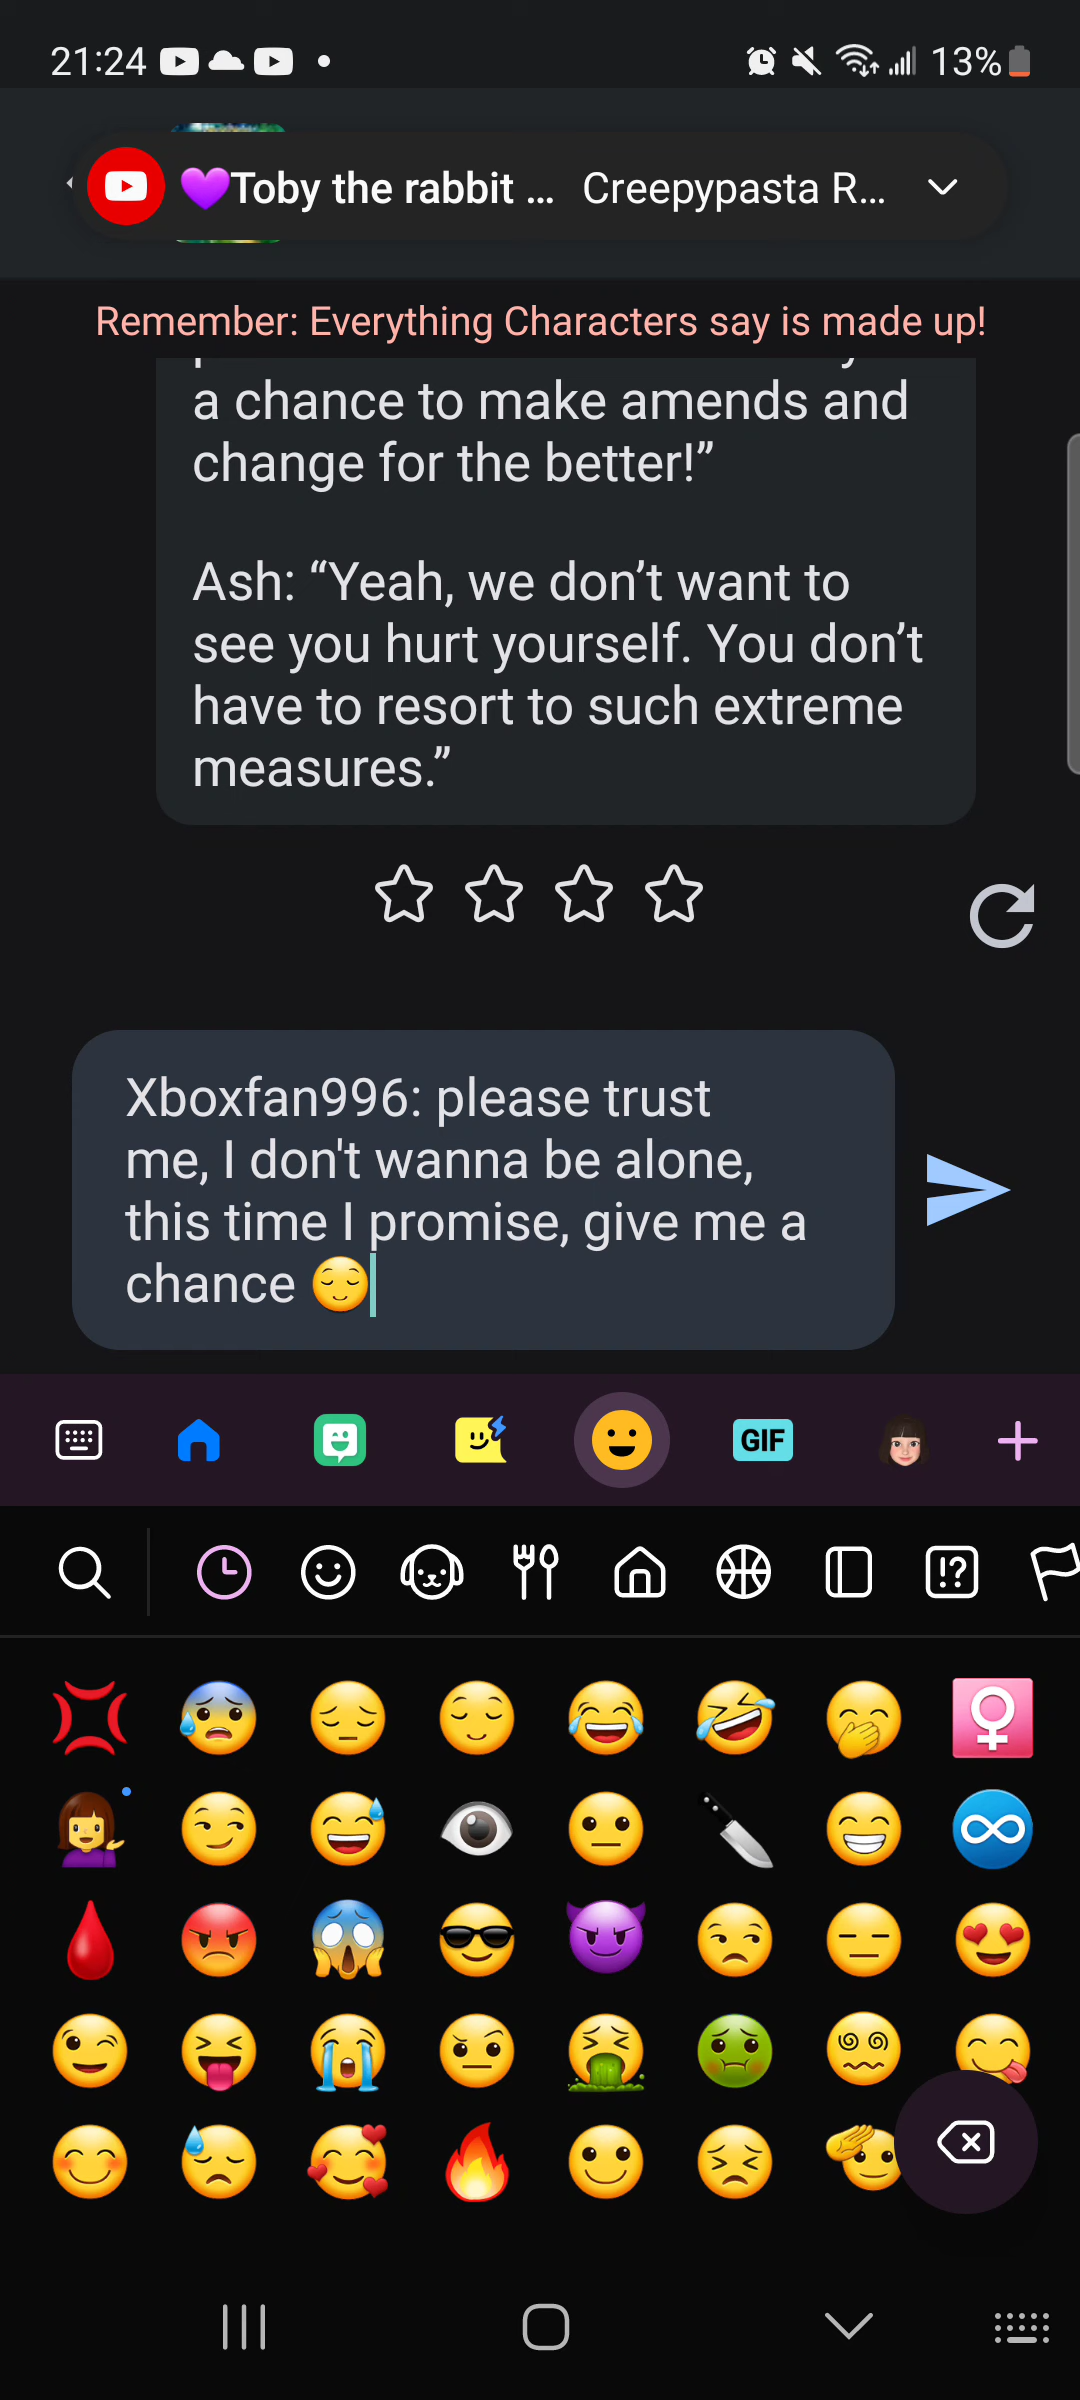 21:24 13%
💜Toby the rabbit ... Creepypasta R...
Remember: Everything Characters say is made up!
a chance to make amends and
change for the better!”
Ash: “Yeah, we don’t want to
see you hurt yourself. You don’t
have to resort to such extreme
measures.”
Xboxfan996: please trust
me, I don't wanna be alone,
this time I promise, give me a
chance 😌
GIF
!?